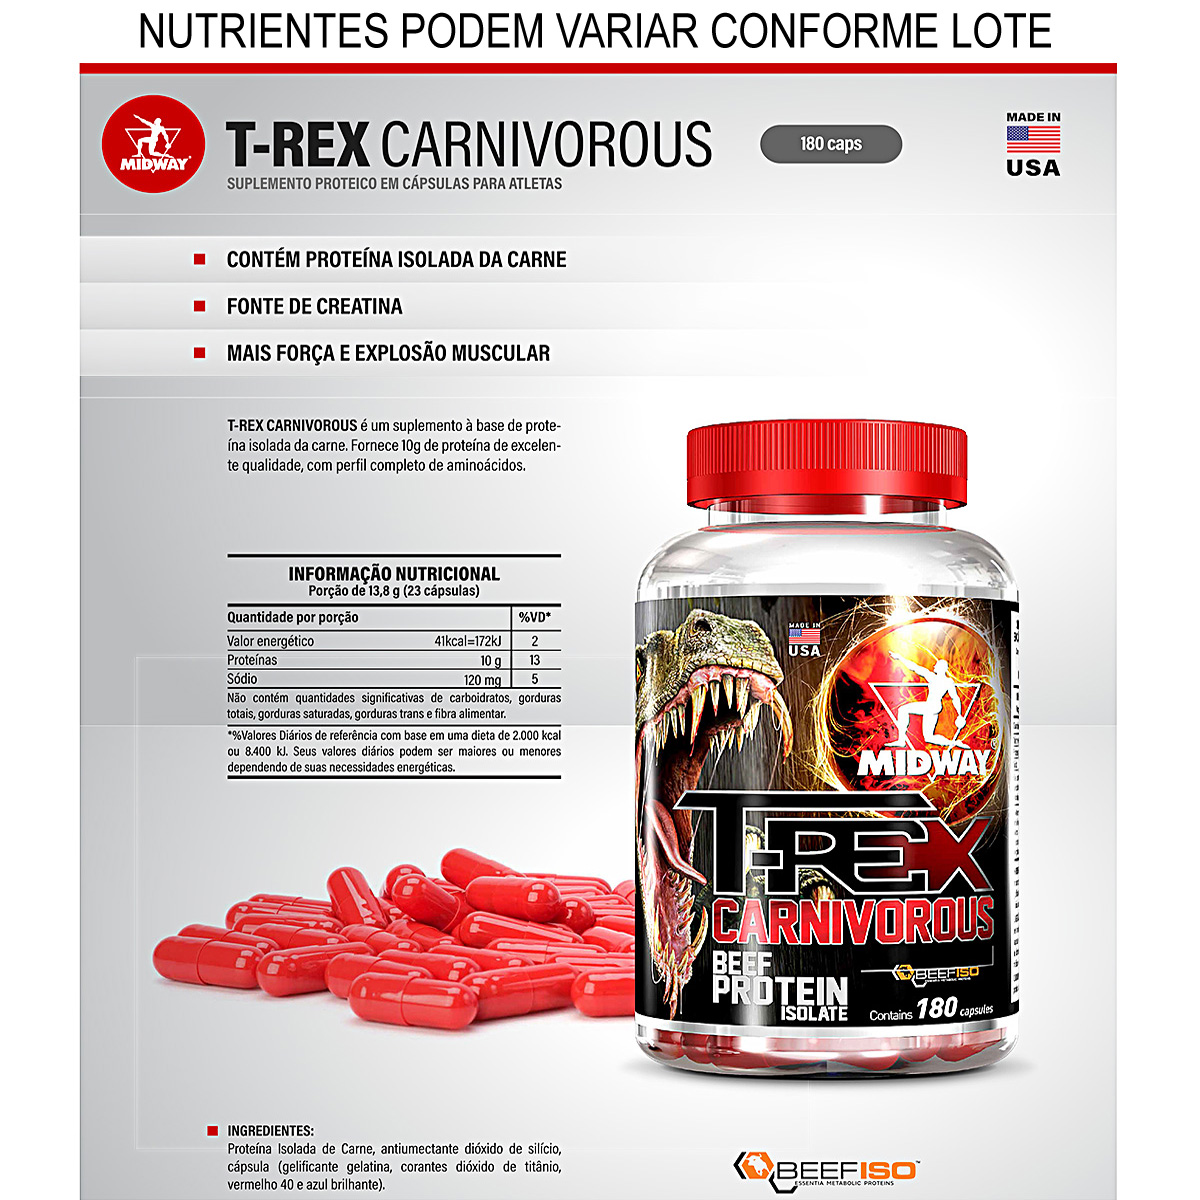 NUTRIENTES PODEM VARIAR CONFORME LOTE
MIDWAY
T-REX CARNIVOROUS
SUPLEMENTO PROTEICO EM CÁPSULAS PARA ATLETAS
180 caps
MADE IN
USA
CONTÉM PROTEÍNA ISOLADA DA CARNE
FONTE DE CREATINA
MAIS FORÇA E EXPLOSÃO MUSCULAR
T-REX CARNIVOROUS é um suplemento à base de prote-
ína isolada da carne. Fornece 10g de proteína de excelen-
te qualidade, com perfil completo de aminoácidos.
INFORMAÇÃO NUTRICIONAL
Porção de 13,8 g (23 cápsulas)
Quantidade por porção %VD*
Valor energético 41kcal=172kJ 2
Proteínas 10 g 13
Sódio 120 mg 5
Não contém quantidades significativas de carboidratos, gorduras
totais, gorduras saturadas, gorduras trans e fibra alimentar.
*%Valores Diários de referência com base em uma dieta de 2.000 kcal
ou 8.400 kJ. Seus valores diários podem ser maiores ou menores
dependendo de suas necessidades energéticas.
MADE IN
USA
MIDWAY
T-REX
CARNIVOROUS
BEEF
PROTEIN
ISOLATE
BEEFISO
ESSENTIA METABOLIC PROTEINS
Contains 180 capsules
INGREDIENTES:
Proteína Isolada de Carne, antiumectante dióxido de silício,
cápsula (gelificante gelatina, corantes dióxido de titânio,
vermelho 40 e azul brilhante).
BEEFISO™
ESSENTIA METABOLIC PROTEINS